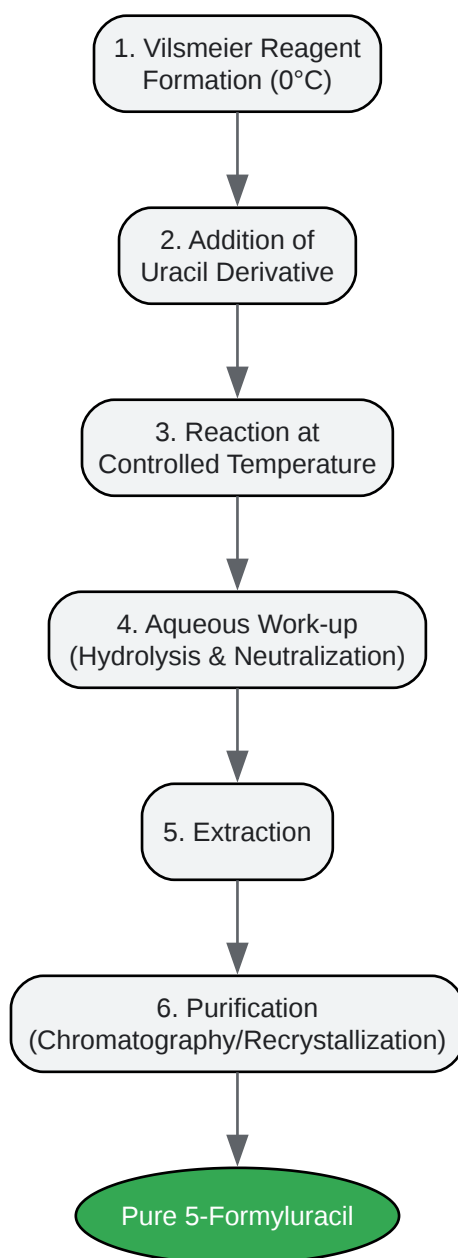 1. Vilsmeier Reagent
Formation (0°C)
2. Addition of
Uracil Derivative
3. Reaction at
Controlled Temperature
4. Aqueous Work-up
(Hydrolysis & Neutralization)
5. Extraction
6. Purification
(Chromatography/Recrystallization)
Pure 5-Formyluracil